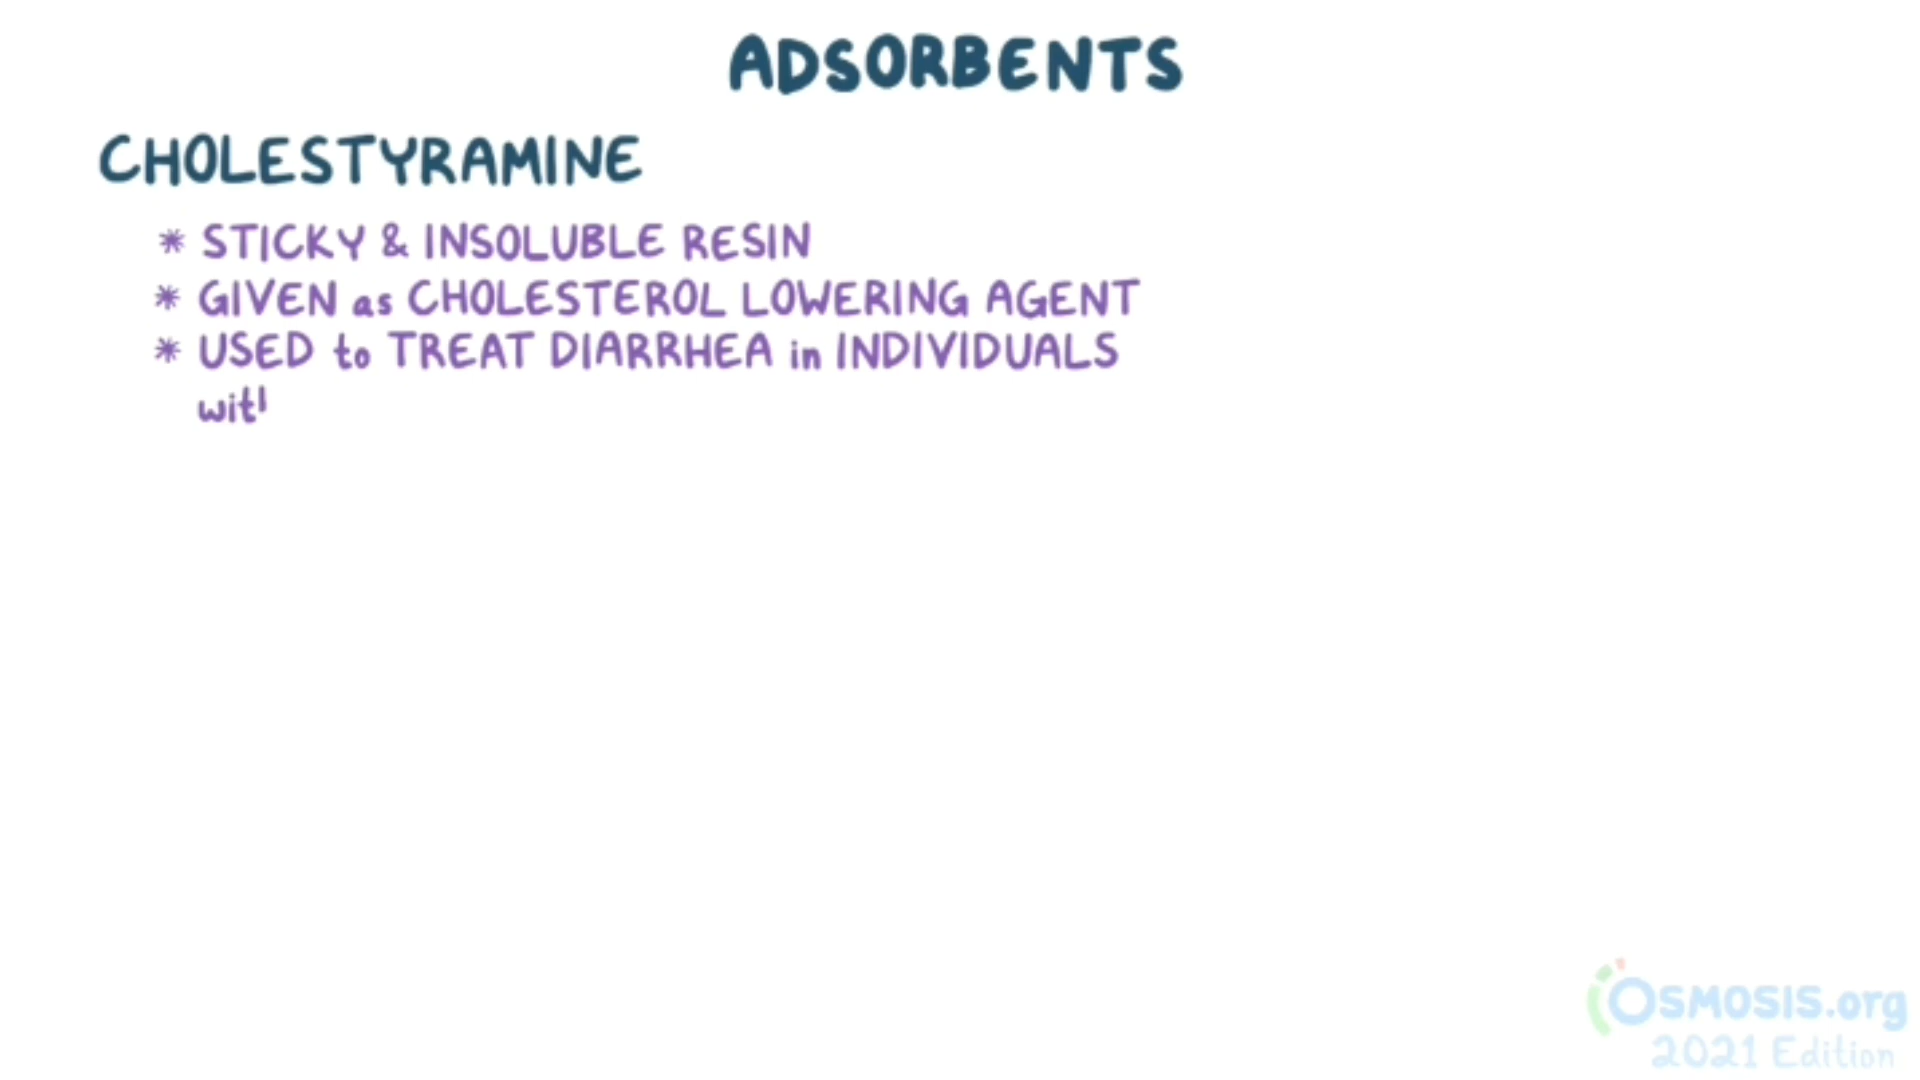 ADSORBENTS
CHOLESTYRAMINE
* STICKY & INSOLUBLE RESIN
* GIVEN as CHOLESTEROL LOWERING AGENT
* USED to TREAT DIARRHEA in INDIVIDUALS
OSMOSIS.org
2021 Edition